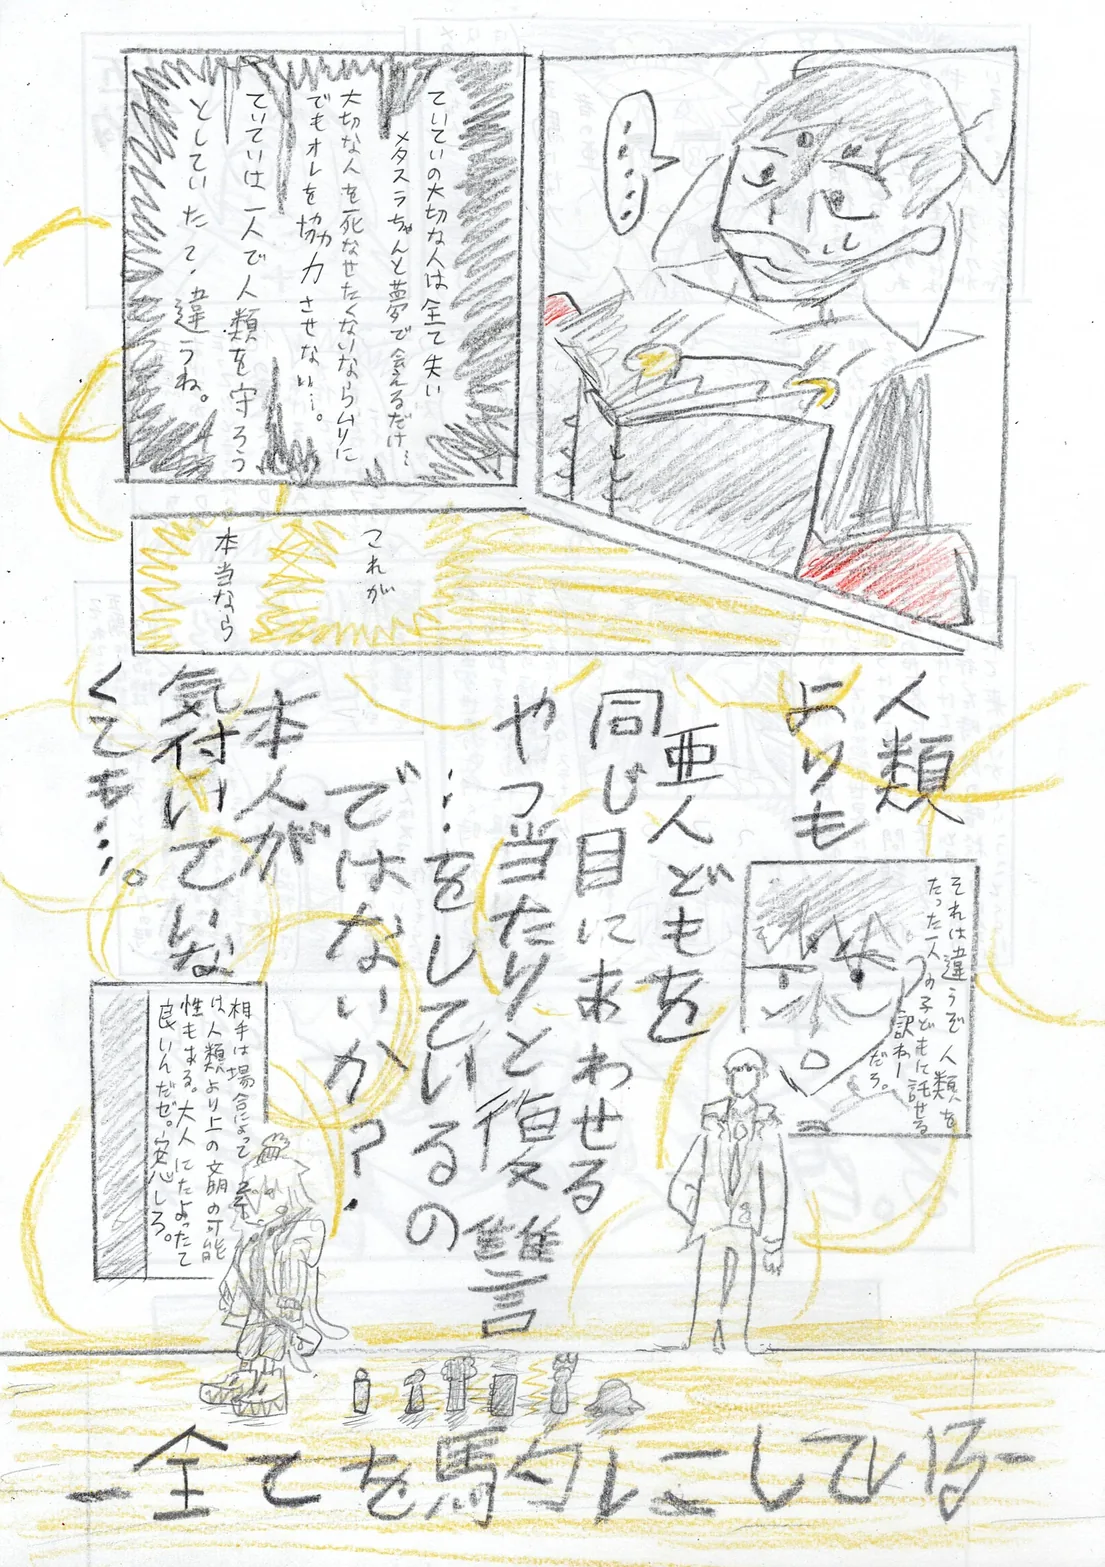 ・・・・
ていていの大切な人は全て失い
メタスラちゃんと夢で会えるだけ…
大切な人を死なせたくないならムリに
でもオレを協力させない…。
ていていは一人で人類を守ろう
としていたて、違うね。
これが
本当なら
人類
よりも
亜人どもを
同じ目にあわせる
やつ当たりと復讐
…をしているの
ではないか？
本人が
気付けていな
くても…。
それは違うぞ人類を
たった一人の子どもに託せる
訳ねーだろ。
相手は場合によって
は人類より上の文明の可能
性もある。大人にたよったて
良いんだゼ。安心しろ。
ー全てを馬鹿にしているー